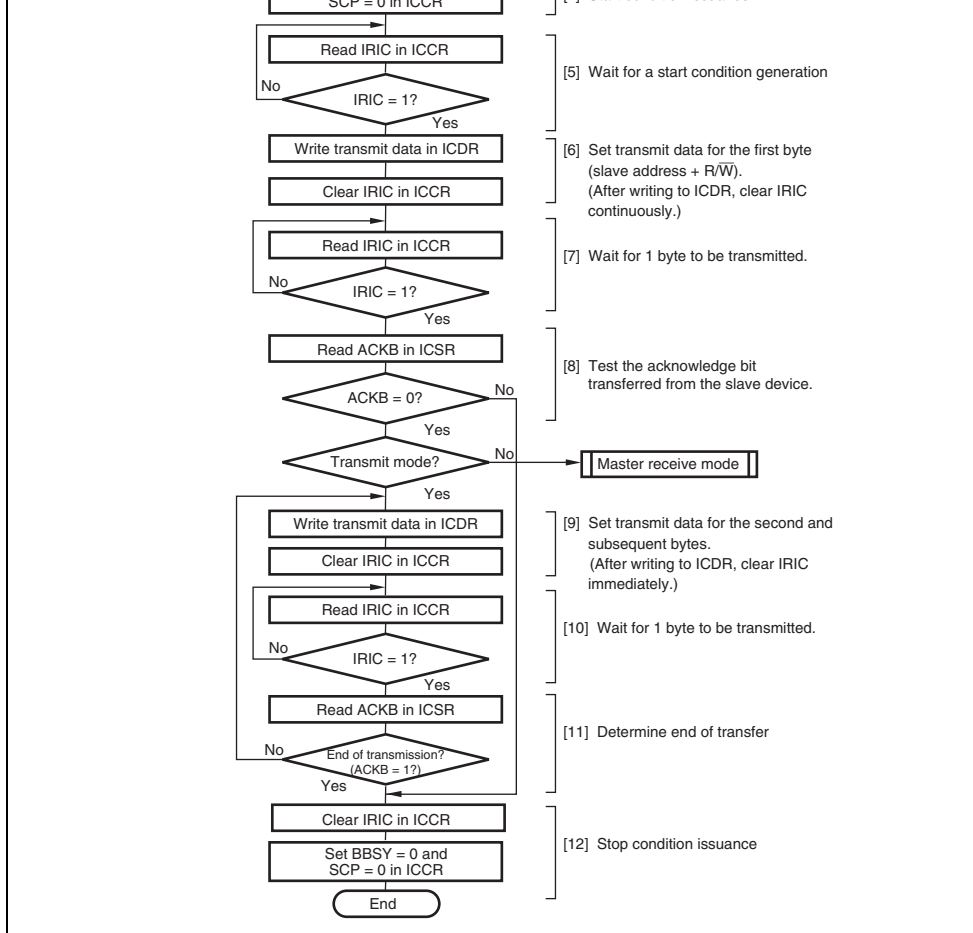 SCP = 0 in ICCR
Read IRIC in ICCR
[5] Wait for a start condition generation
No
IRIC = 1?
Yes
Write transmit data in ICDR
[6] Set transmit data for the first byte
(slave address + R/W̅).
(After writing to ICDR, clear IRIC
continuously.)
Clear IRIC in ICCR
Read IRIC in ICCR
[7] Wait for 1 byte to be transmitted.
No
IRIC = 1?
Yes
Read ACKB in ICSR
[8] Test the acknowledge bit
transferred from the slave device.
ACKB = 0?
No
Yes
Transmit mode?
No
Master receive mode
Yes
Write transmit data in ICDR
[9] Set transmit data for the second and
subsequent bytes.
(After writing to ICDR, clear IRIC
immediately.)
Clear IRIC in ICCR
Read IRIC in ICCR
[10] Wait for 1 byte to be transmitted.
No
IRIC = 1?
Yes
Read ACKB in ICSR
[11] Determine end of transfer
No
End of transmission?
(ACKB = 1?)
Yes
Clear IRIC in ICCR
[12] Stop condition issuance
Set BBSY = 0 and
SCP = 0 in ICCR
End